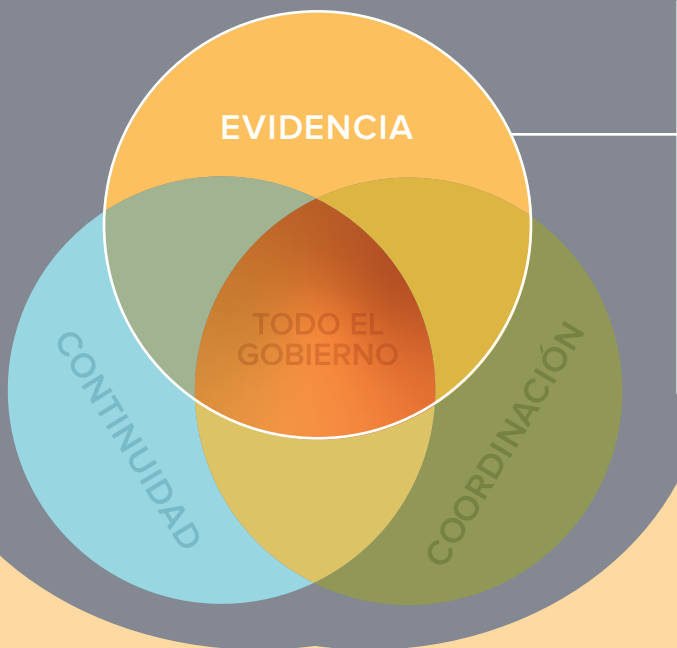 EVIDENCIA
TODO EL
GOBIERNO
CONTINUIDAD
COORDINACIÓN